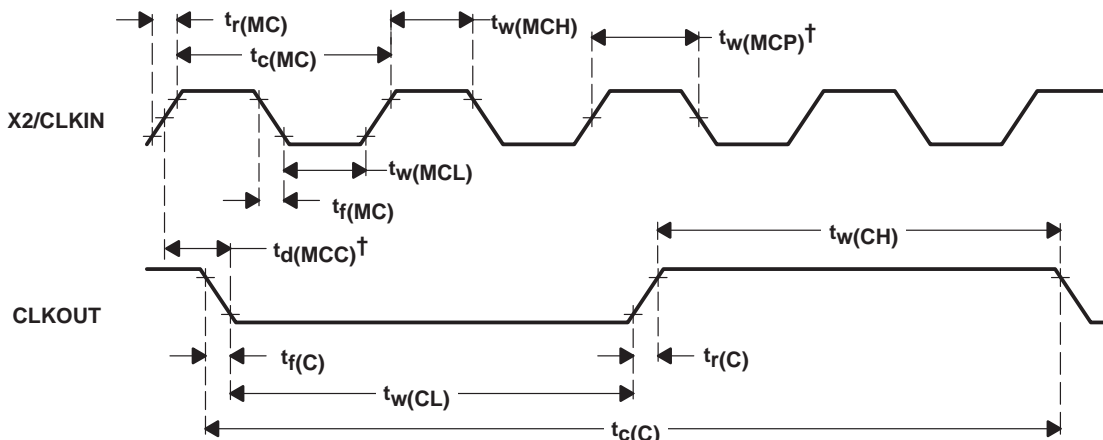 tr(MC)
tw(MCH)
tw(MCP)†
tc(MC)
X2/CLKIN
tw(MCL)
tf(MC)
tw(CH)
td(MCC)†
CLKOUT
tf(C)
tr(C)
tw(CL)
tc(C)